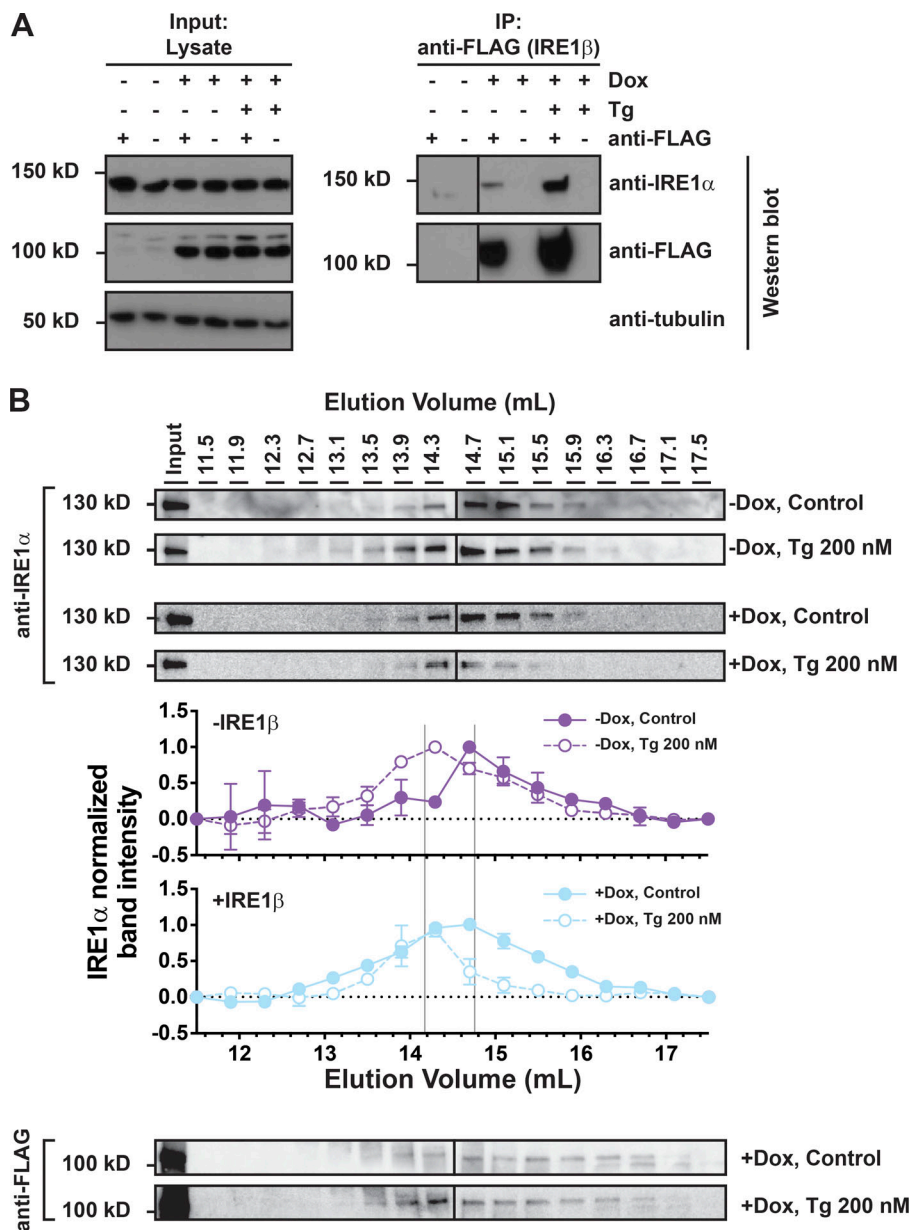 A
Input:
Lysate
IP:
anti-FLAG (IRE1β)
- - + + + + - - + + + + Dox
- - - - + + - - - - + + Tg
+ - + - + - + - + - + - anti-FLAG
150 kD 150 kD anti-IRE1α
100 kD 100 kD anti-FLAG
50 kD anti-tubulin
Western blot
B
Elution Volume (mL)
Input 11.5 11.9 12.3 12.7 13.1 13.5 13.9 14.3 14.7 15.1 15.5 15.9 16.3 16.7 17.1 17.5
anti-IRE1α
130 kD -Dox, Control
130 kD -Dox, Tg 200 nM
130 kD +Dox, Control
130 kD +Dox, Tg 200 nM
IRE1α normalized
band intensity
1.5
1.0
0.5
0.0
-0.5
-IRE1β
-Dox, Control
-Dox, Tg 200 nM
1.5
1.0
0.5
0.0
-0.5
+IRE1β
+Dox, Control
+Dox, Tg 200 nM
12 13 14 15 16 17
Elution Volume (mL)
anti-FLAG
100 kD +Dox, Control
100 kD +Dox, Tg 200 nM